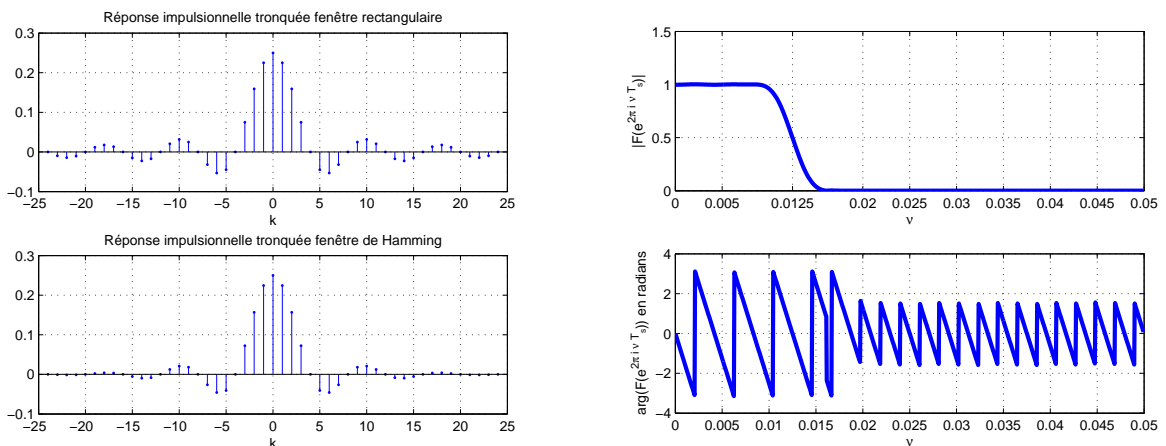 Réponse impulsionnelle tronquée fenêtre rectangulaire
0.3
0.2
0.1
0
−0.1
−25 −20 −15 −10 −5 0 5 10 15 20 25
k
Réponse impulsionnelle tronquée fenêtre de Hamming
0.3
0.2
0.1
0
−0.1
−25 −20 −15 −10 −5 0 5 10 15 20 25
k
|F(e^{2π i ν T_s})|
1.5
1
0.5
0
0 0.005 0.0125 0.02 0.025 0.03 0.035 0.04 0.045 0.05
ν
arg(F(e^{2π i ν T_s})) en radians
4
2
0
−2
−4
0 0.005 0.01 0.015 0.02 0.025 0.03 0.035 0.04 0.045 0.05
ν